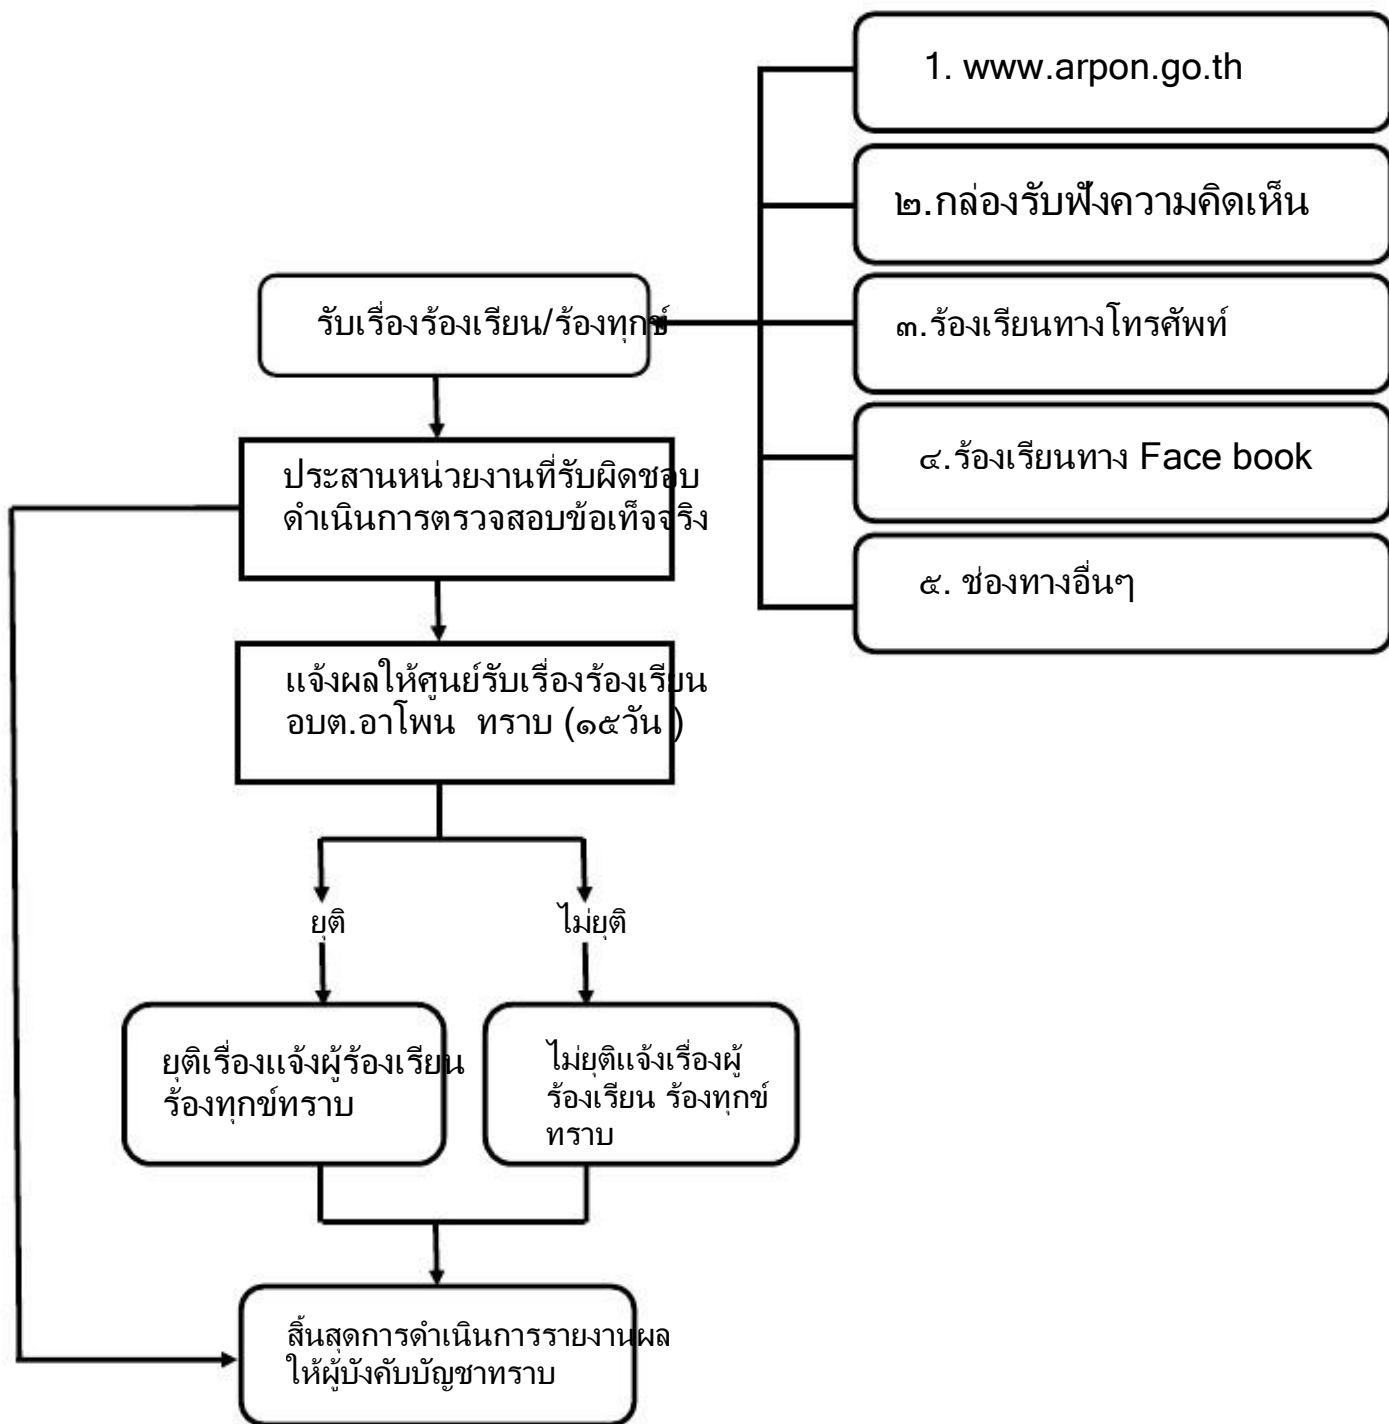 1. www.arpon.go.th
๒.กล่องรับฟังความคิดเห็น
รับเรื่องร้องเรียน/ร้องทุกข์
๓.ร้องเรียนทางโทรศัพท์
๔.ร้องเรียนทาง Face book
๕. ช่องทางอื่นๆ
ประสานหน่วยงานที่รับผิดชอบ
ดำเนินการตรวจสอบข้อเท็จจริง
แจ้งผลให้ศูนย์รับเรื่องร้องเรียน
อบต.อาโพน ทราบ (๑๕วัน )
ยุติ
ไม่ยุติ
ยุติเรื่องแจ้งผู้ร้องเรียน
ร้องทุกข์ทราบ
ไม่ยุติแจ้งเรื่องผู้
ร้องเรียน ร้องทุกข์
ทราบ
สิ้นสุดการดำเนินการรายงานผล
ให้ผู้บังคับบัญชาทราบ